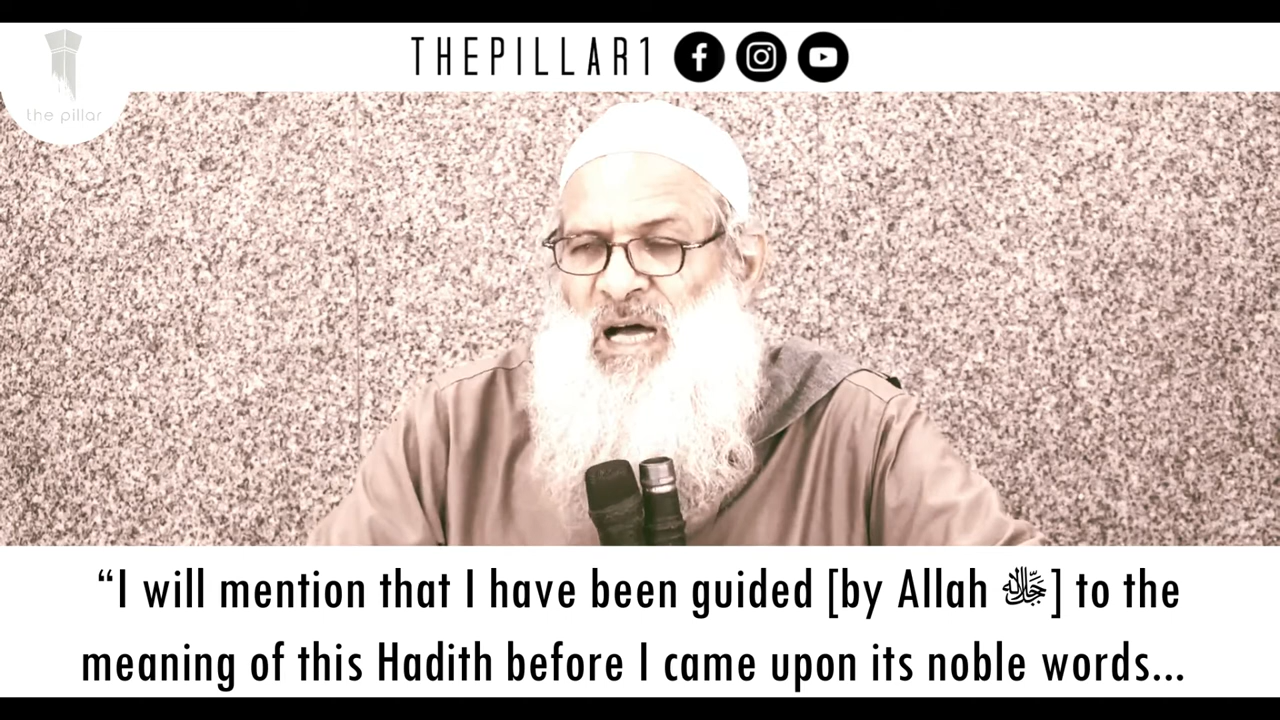 THEPILLAR1
the pillar
“I will mention that I have been guided [by Allah ﷻ] to the
meaning of this Hadith before I came upon its noble words...